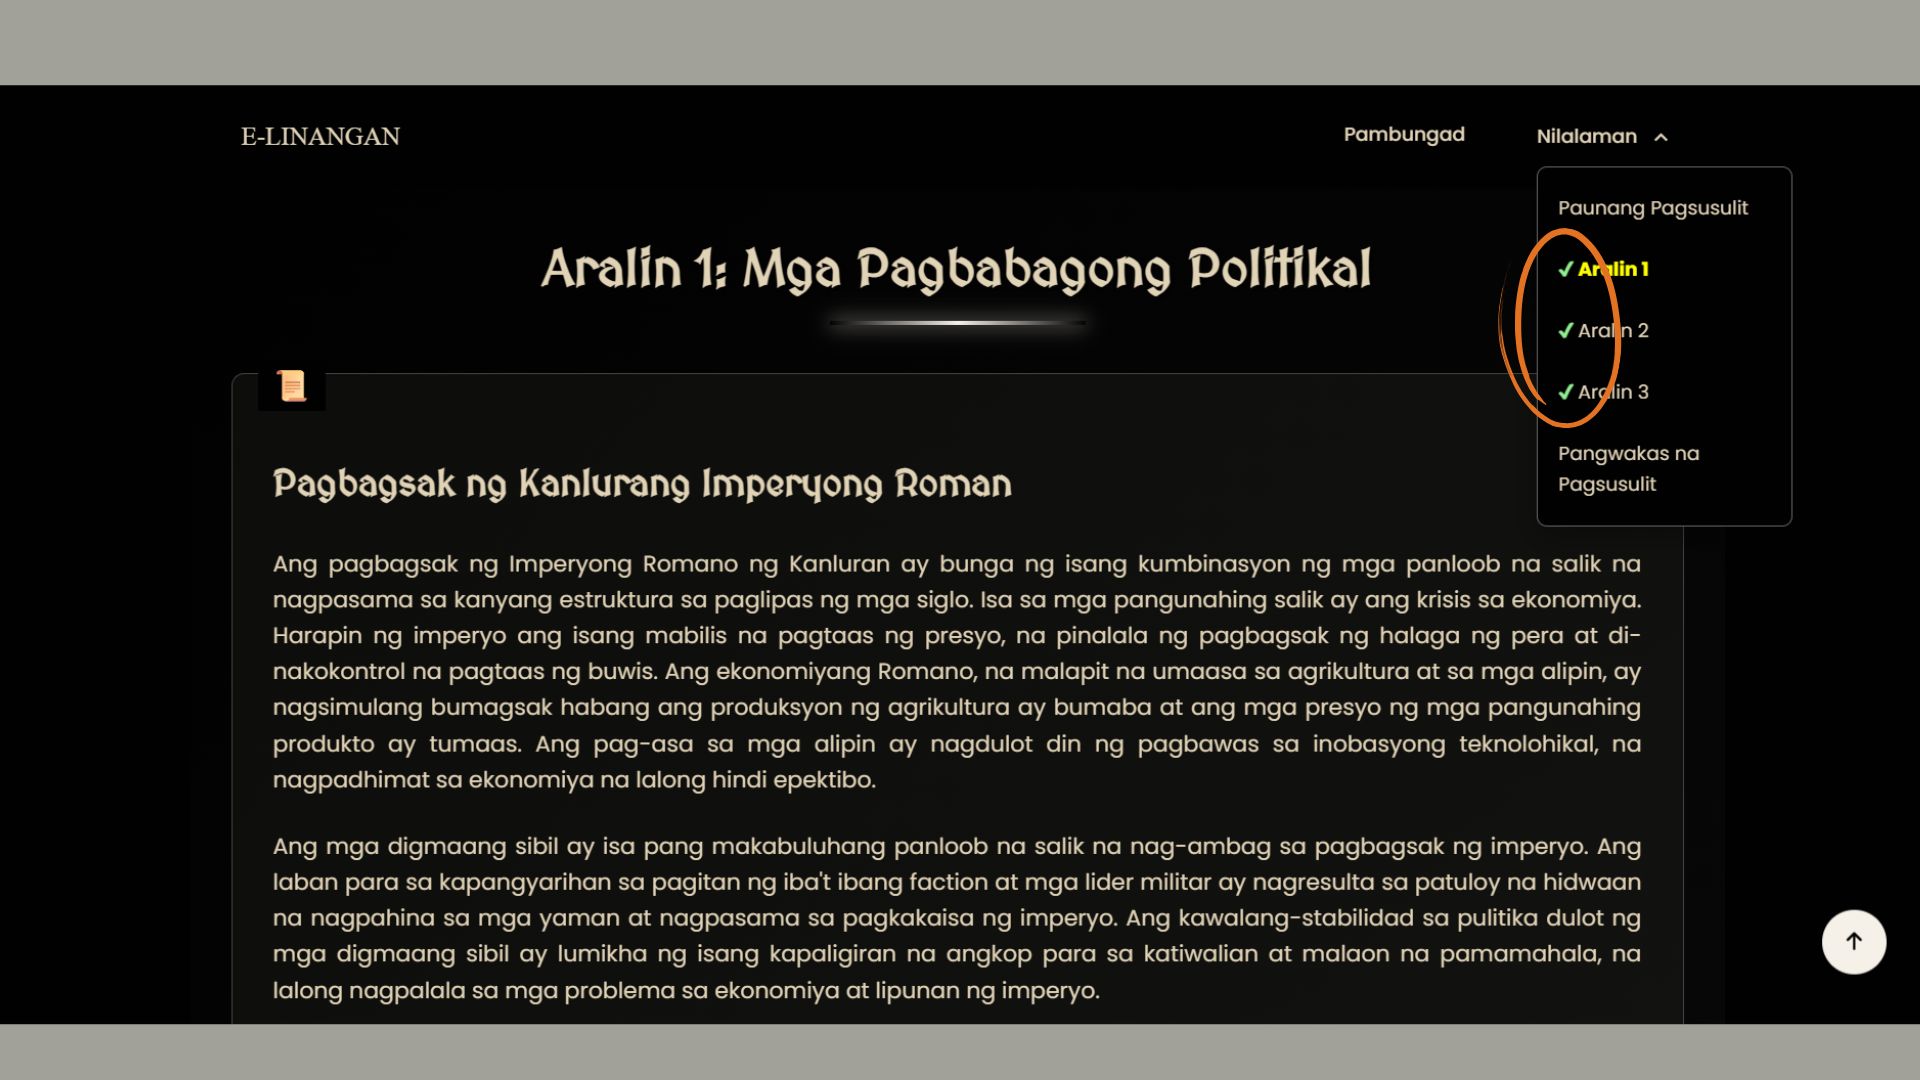 E-LINANGAN
Pambungad
Nilalaman
Paunang Pagsusulit
✓ Aralin 1
✓ Aralin 2
✓ Aralin 3
Pangwakas na
Pagsusulit
Aralin 1: Mga Pagbabagong Politikal
Pagbagsak ng Kanlurang Imperyong Roman
Ang pagbagsak ng Imperyong Romano ng Kanluran ay bunga ng isang kumbinasyon ng mga panloob na salik na
nagpasama sa kanyang estruktura sa paglipas ng mga siglo. Isa sa mga pangunahing salik ay ang krisis sa ekonomiya.
Harapin ng imperyo ang isang mabilis na pagtaas ng presyo, na pinalala ng pagbagsak ng halaga ng pera at di-
nakokontrol na pagtaas ng buwis. Ang ekonomiyang Romano, na malapit na umaasa sa agrikultura at sa mga alipin, ay
nagsimulang bumagsak habang ang produksyon ng agrikultura ay bumaba at ang mga presyo ng mga pangunahing
produkto ay tumaas. Ang pag-asa sa mga alipin ay nagdulot din ng pagbawas sa inobasyong teknolohikal, na
nagpadhimat sa ekonomiya na lalong hindi epektibo.
Ang mga digmaang sibil ay isa pang makabuluhang panloob na salik na nag-ambag sa pagbagsak ng imperyo. Ang
laban para sa kapangyarihan sa pagitan ng iba't ibang faction at mga lider militar ay nagresulta sa patuloy na hidwaan
na nagpahina sa mga yaman at nagpasama sa pagkakaisa ng imperyo. Ang kawalang-stabilidad sa pulitika dulot ng
mga digmaang sibil ay lumikha ng isang kapaligiran na angkop para sa katiwalian at malaon na pamamahala, na
lalong nagpalala sa mga problema sa ekonomiya at lipunan ng imperyo.